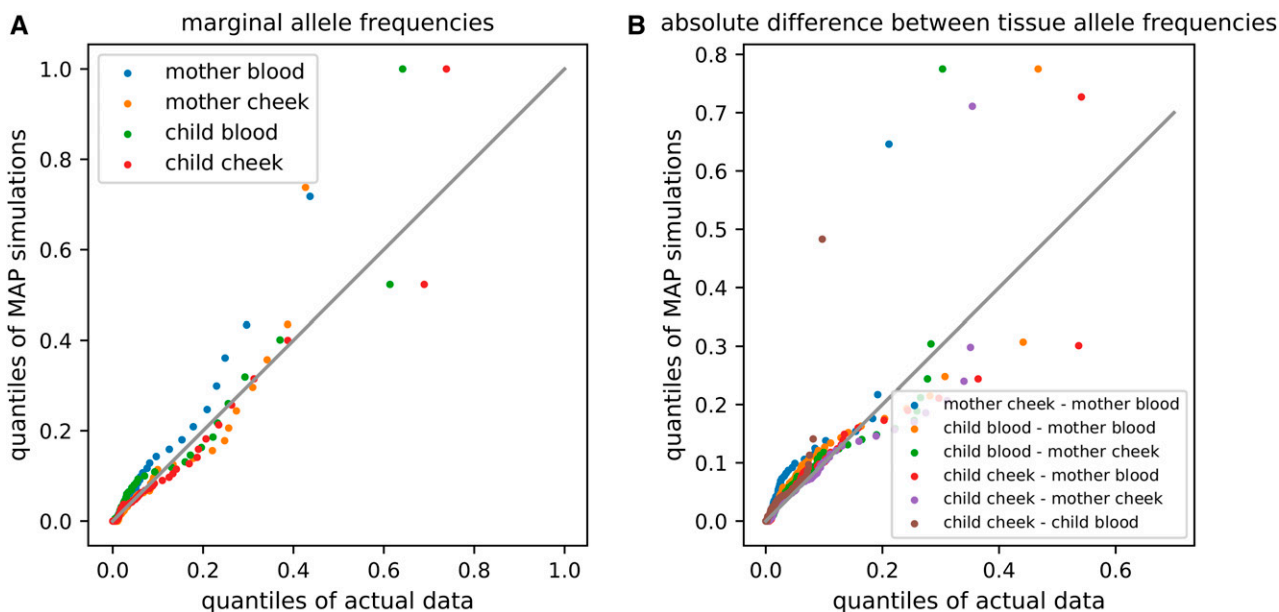 A marginal allele frequencies
1.0
0.8
0.6
0.4
0.2
0.0
quantiles of MAP simulations
mother blood
mother cheek
child blood
child cheek
0.0 0.2 0.4 0.6 0.8 1.0
quantiles of actual data
B absolute difference between tissue allele frequencies
0.8
0.7
0.6
0.5
0.4
0.3
0.2
0.1
0.0
quantiles of MAP simulations
mother cheek - mother blood
child blood - mother blood
child blood - mother cheek
child cheek - mother blood
child cheek - mother cheek
child cheek - child blood
0.0 0.2 0.4 0.6
quantiles of actual data